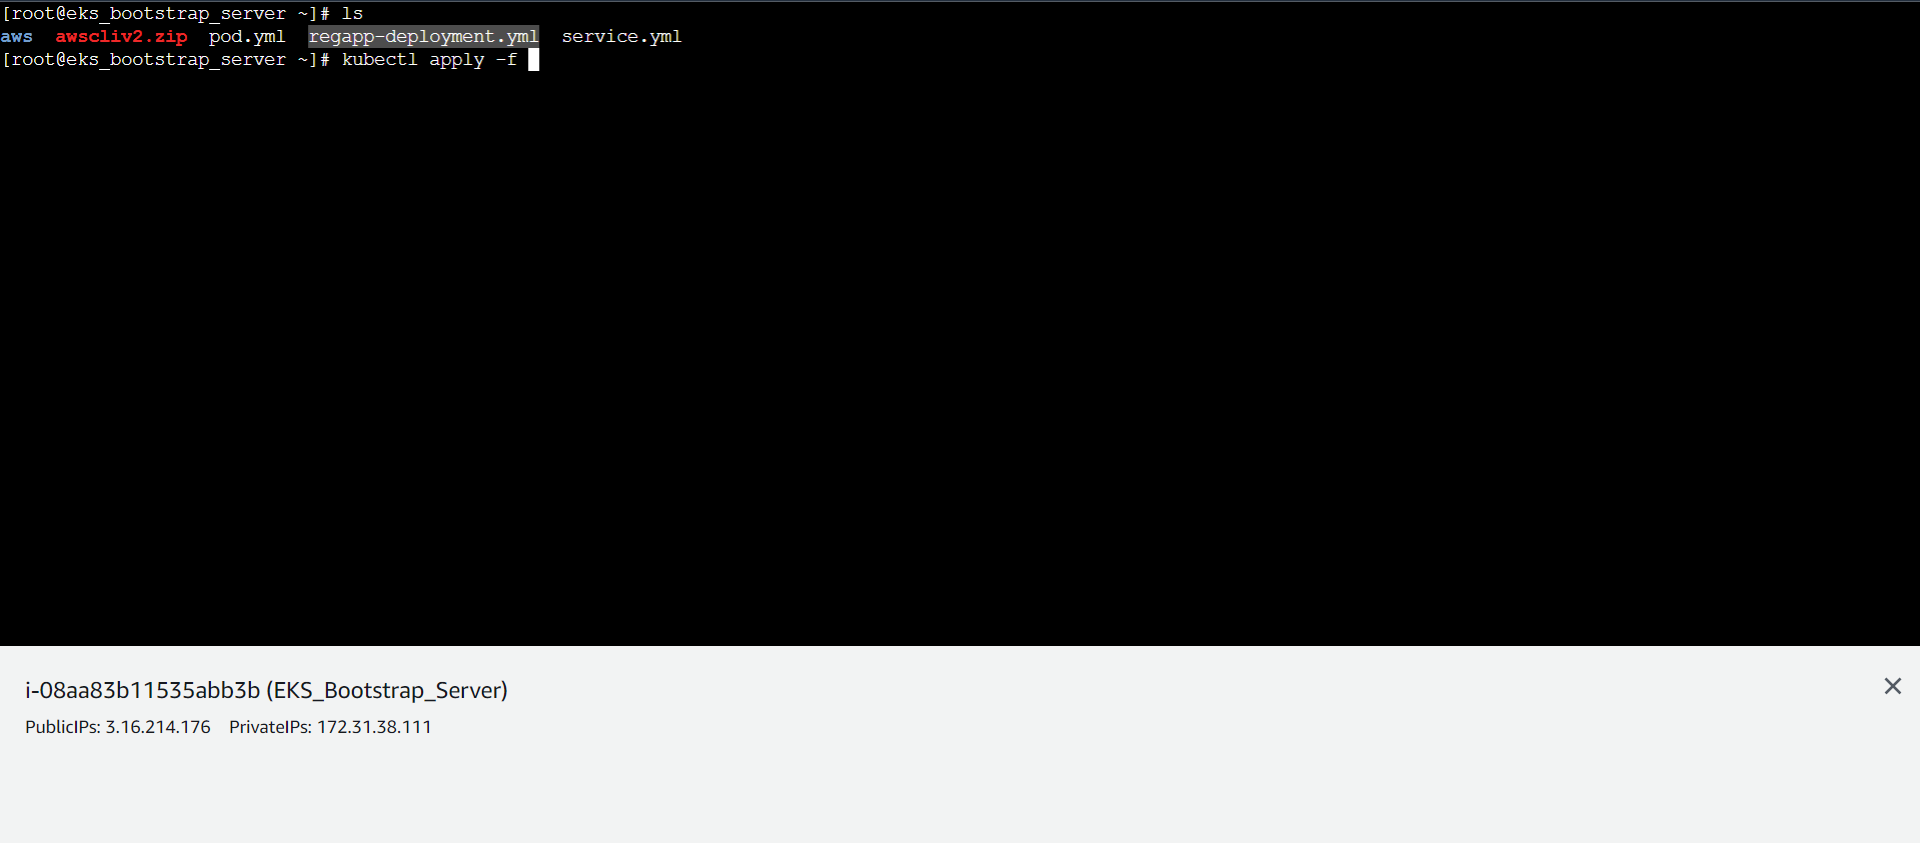 [root@eks_bootstrap_server ~]# ls
aws  awscliv2.zip  pod.yml  regapp-deployment.yml  service.yml
[root@eks_bootstrap_server ~]# kubectl apply -f
i-08aa83b11535abb3b (EKS_Bootstrap_Server)
PublicIPs: 3.16.214.176  PrivateIPs: 172.31.38.111